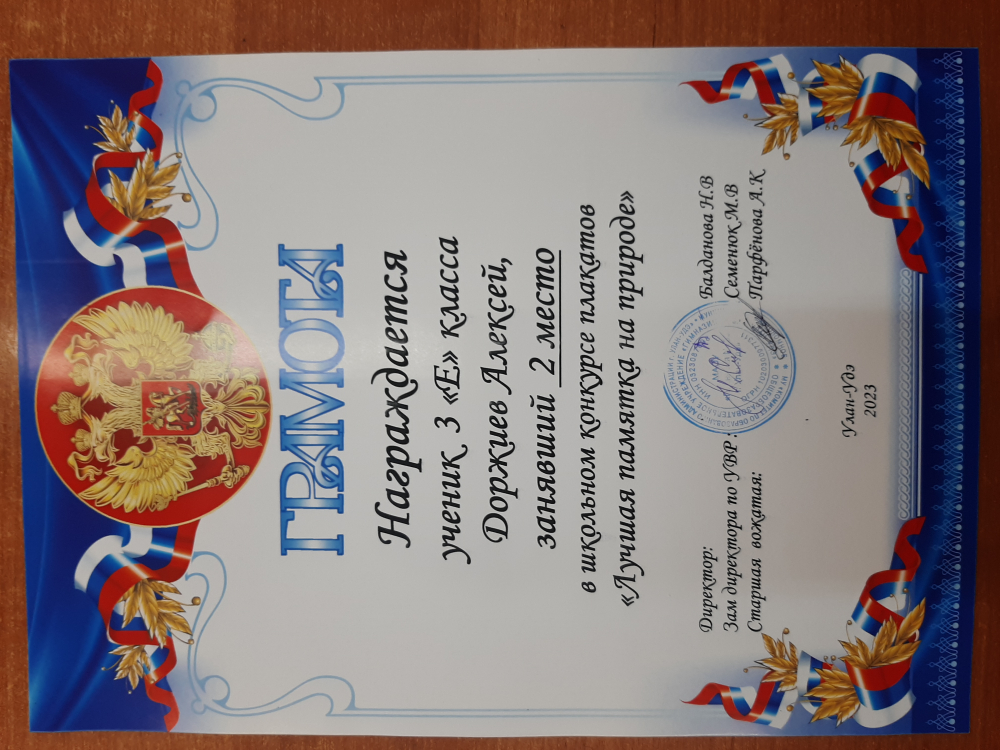 ГРАМОТА
Награждается
ученик 3 «Е» класса
Доржиев Алексей,
занявший 2 место
в школьном конкурсе плакатов
«Лучшая памятка на природе»
Директор: Балданова Н.В
Зам директора по УВР: Семенюк М.В
Старшая вожатая: Парфёнова А.К
Улан-Удэ
2023